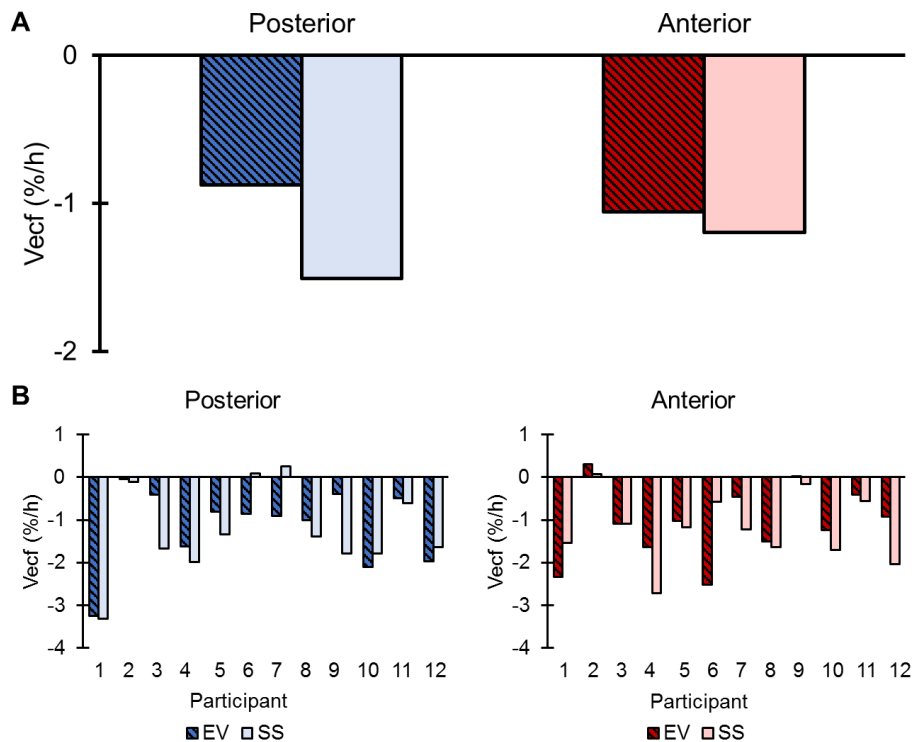 A
Posterior
Anterior
0
-1
-2
Vecf (%/h)
B
Posterior
1
0
-1
-2
-3
-4
Vecf (%/h)
1 2 3 4 5 6 7 8 9 10 11 12
Participant
EV SS
Anterior
1
0
-1
-2
-3
-4
Vecf (%/h)
1 2 3 4 5 6 7 8 9 10 11 12
Participant
EV SS